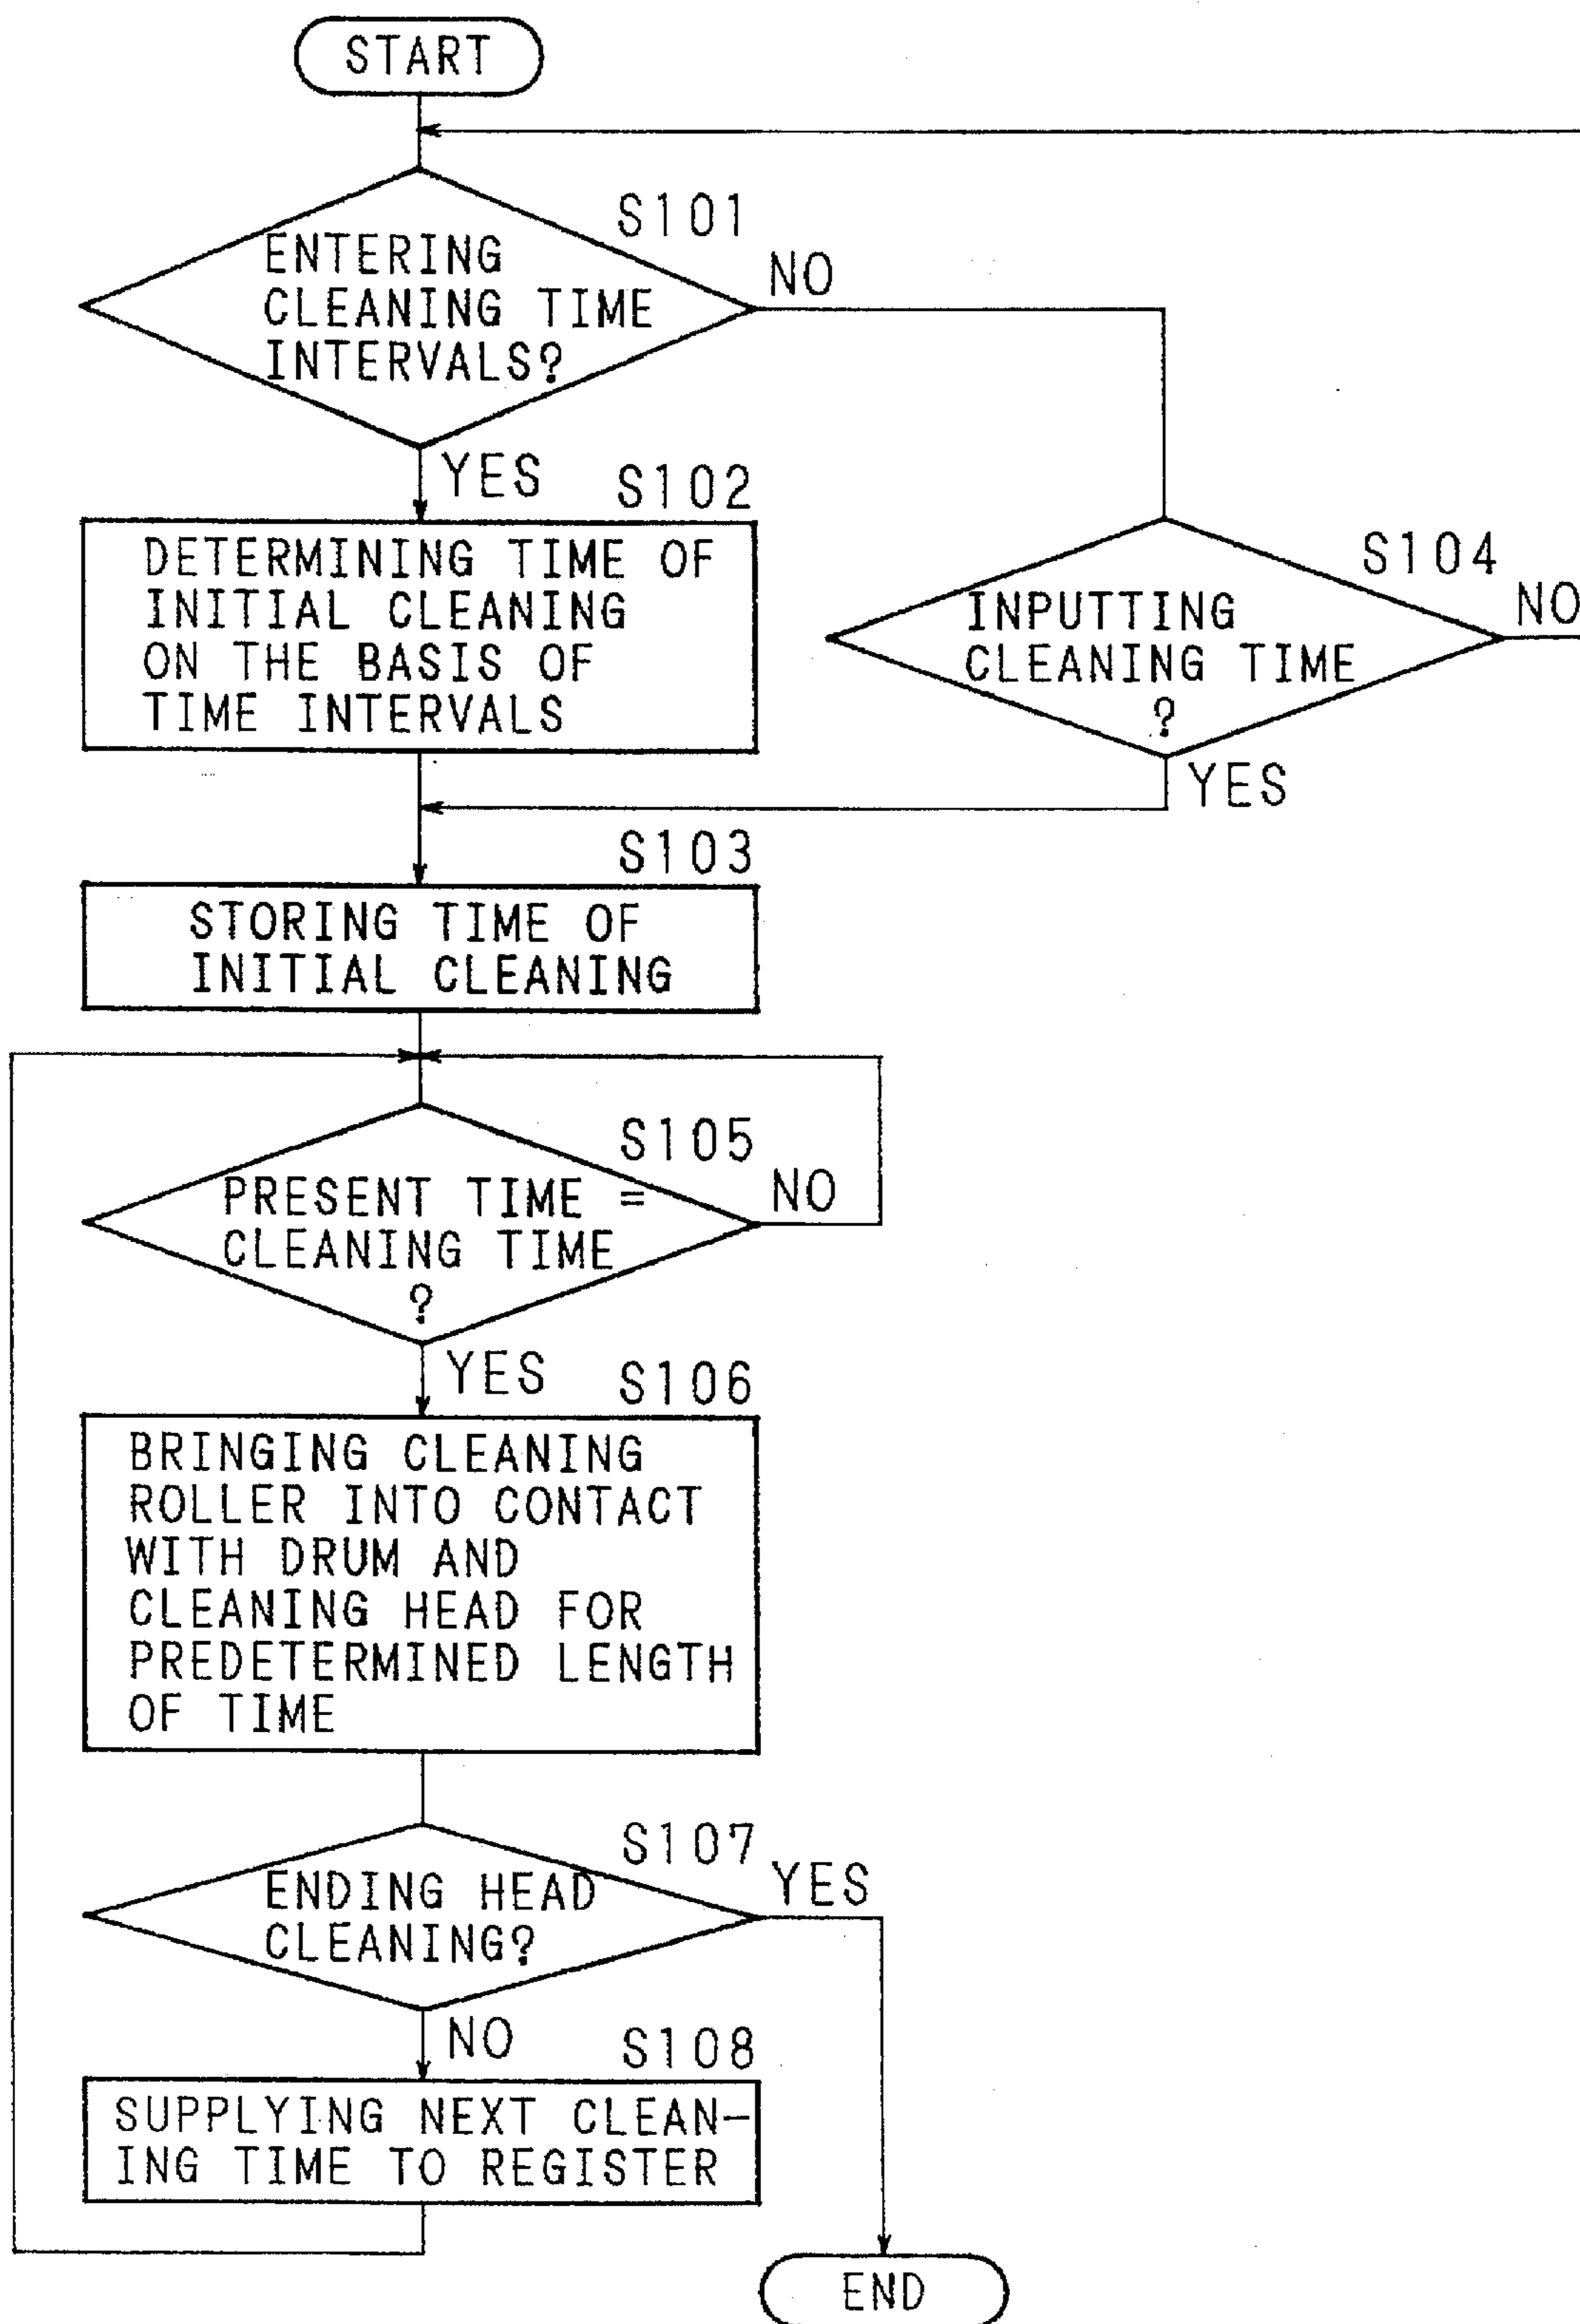 START
S101
ENTERING
CLEANING TIME
INTERVALS?
NO
YES
S102
DETERMINING TIME OF
INITIAL CLEANING
ON THE BASIS OF
TIME INTERVALS
S104
INPUTTING
CLEANING TIME
?
NO
YES
S103
STORING TIME OF
INITIAL CLEANING
S105
PRESENT TIME =
CLEANING TIME
?
NO
YES
S106
BRINGING CLEANING
ROLLER INTO CONTACT
WITH DRUM AND
CLEANING HEAD FOR
PREDETERMINED LENGTH
OF TIME
S107
ENDING HEAD
CLEANING?
YES
NO
S108
SUPPLYING NEXT CLEAN-
ING TIME TO REGISTER
END